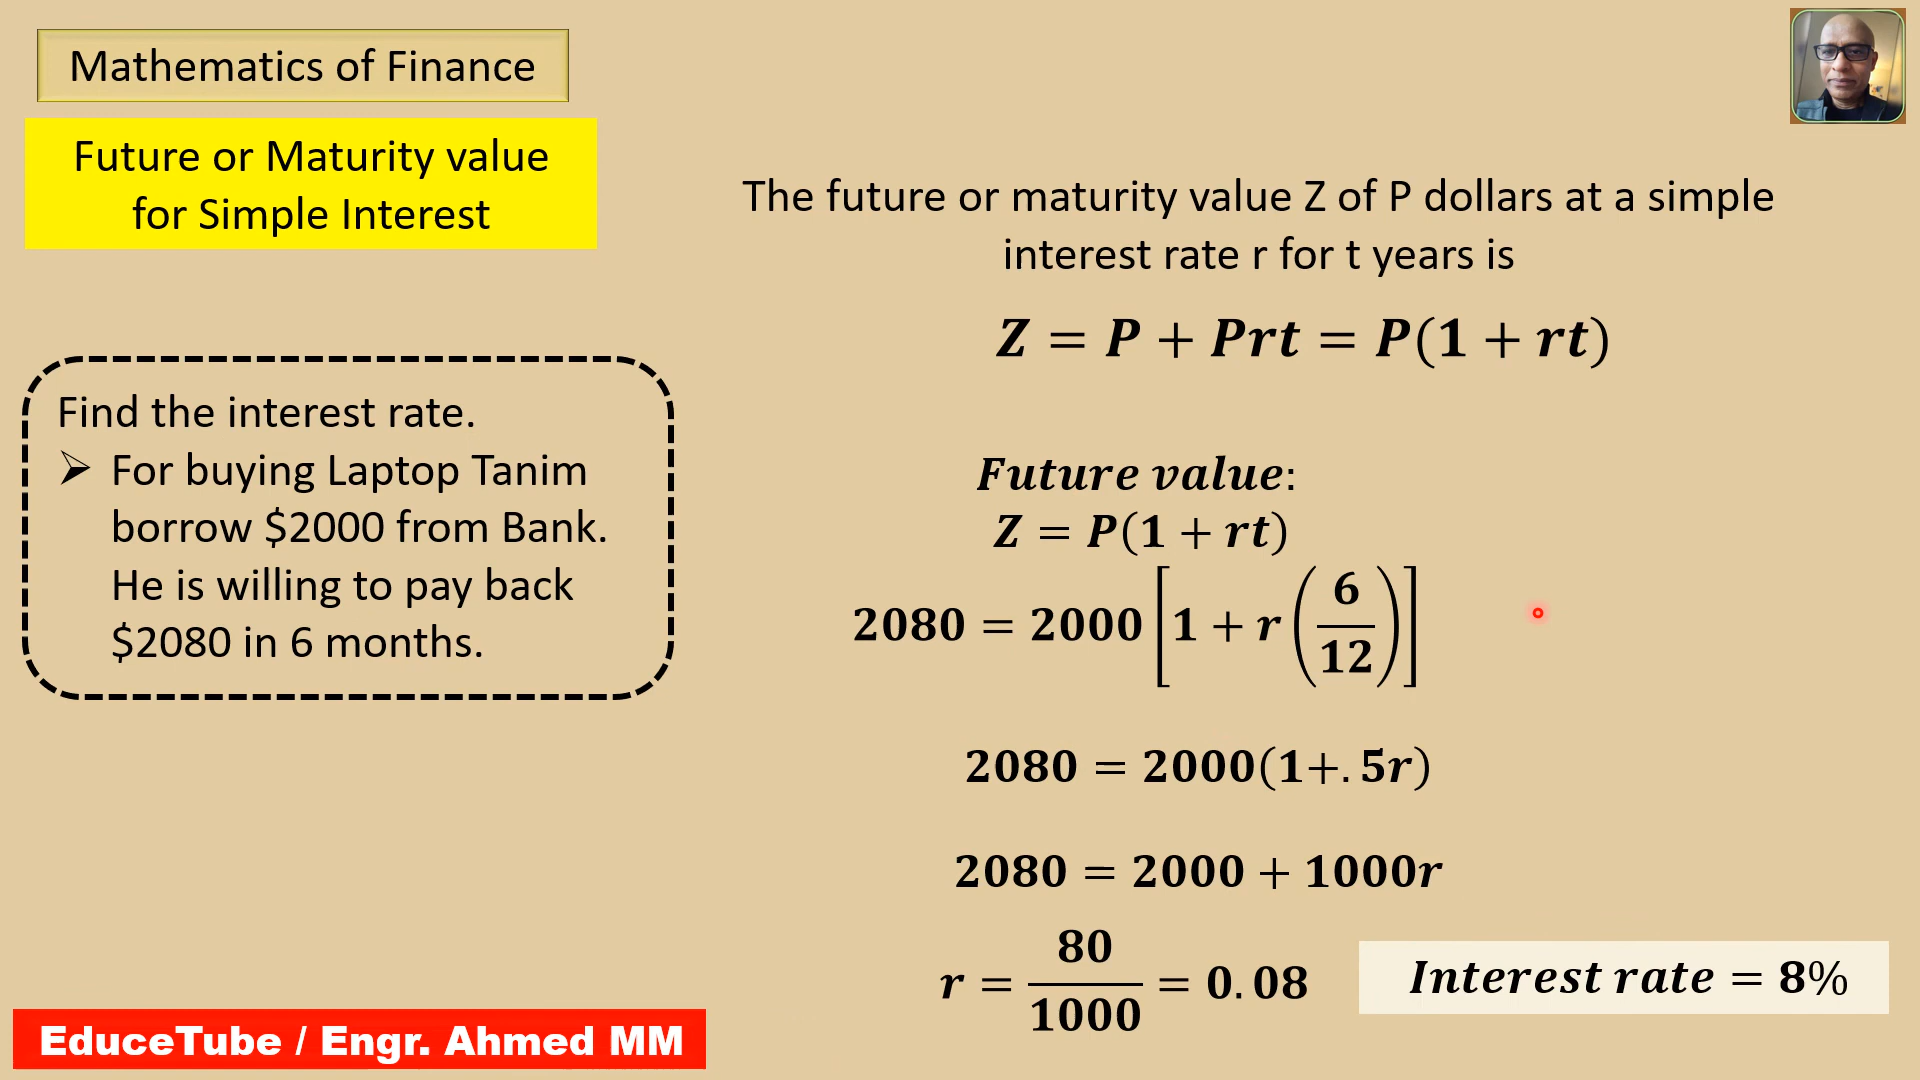 Mathematics of Finance
Future or Maturity value
for Simple Interest
The future or maturity value Z of P dollars at a simple
interest rate r for t years is
Z = P + Prt = P(1 + rt)
Find the interest rate.
➢ For buying Laptop Tanim
borrow $2000 from Bank.
He is willing to pay back
$2080 in 6 months.
Future value:
Z = P(1 + rt)
2080 = 2000[1 + r(6/12)]
2080 = 2000(1+. 5r)
2080 = 2000 + 1000r
r = 80/1000 = 0.08
Interest rate = 8%
EduceTube / Engr. Ahmed MM